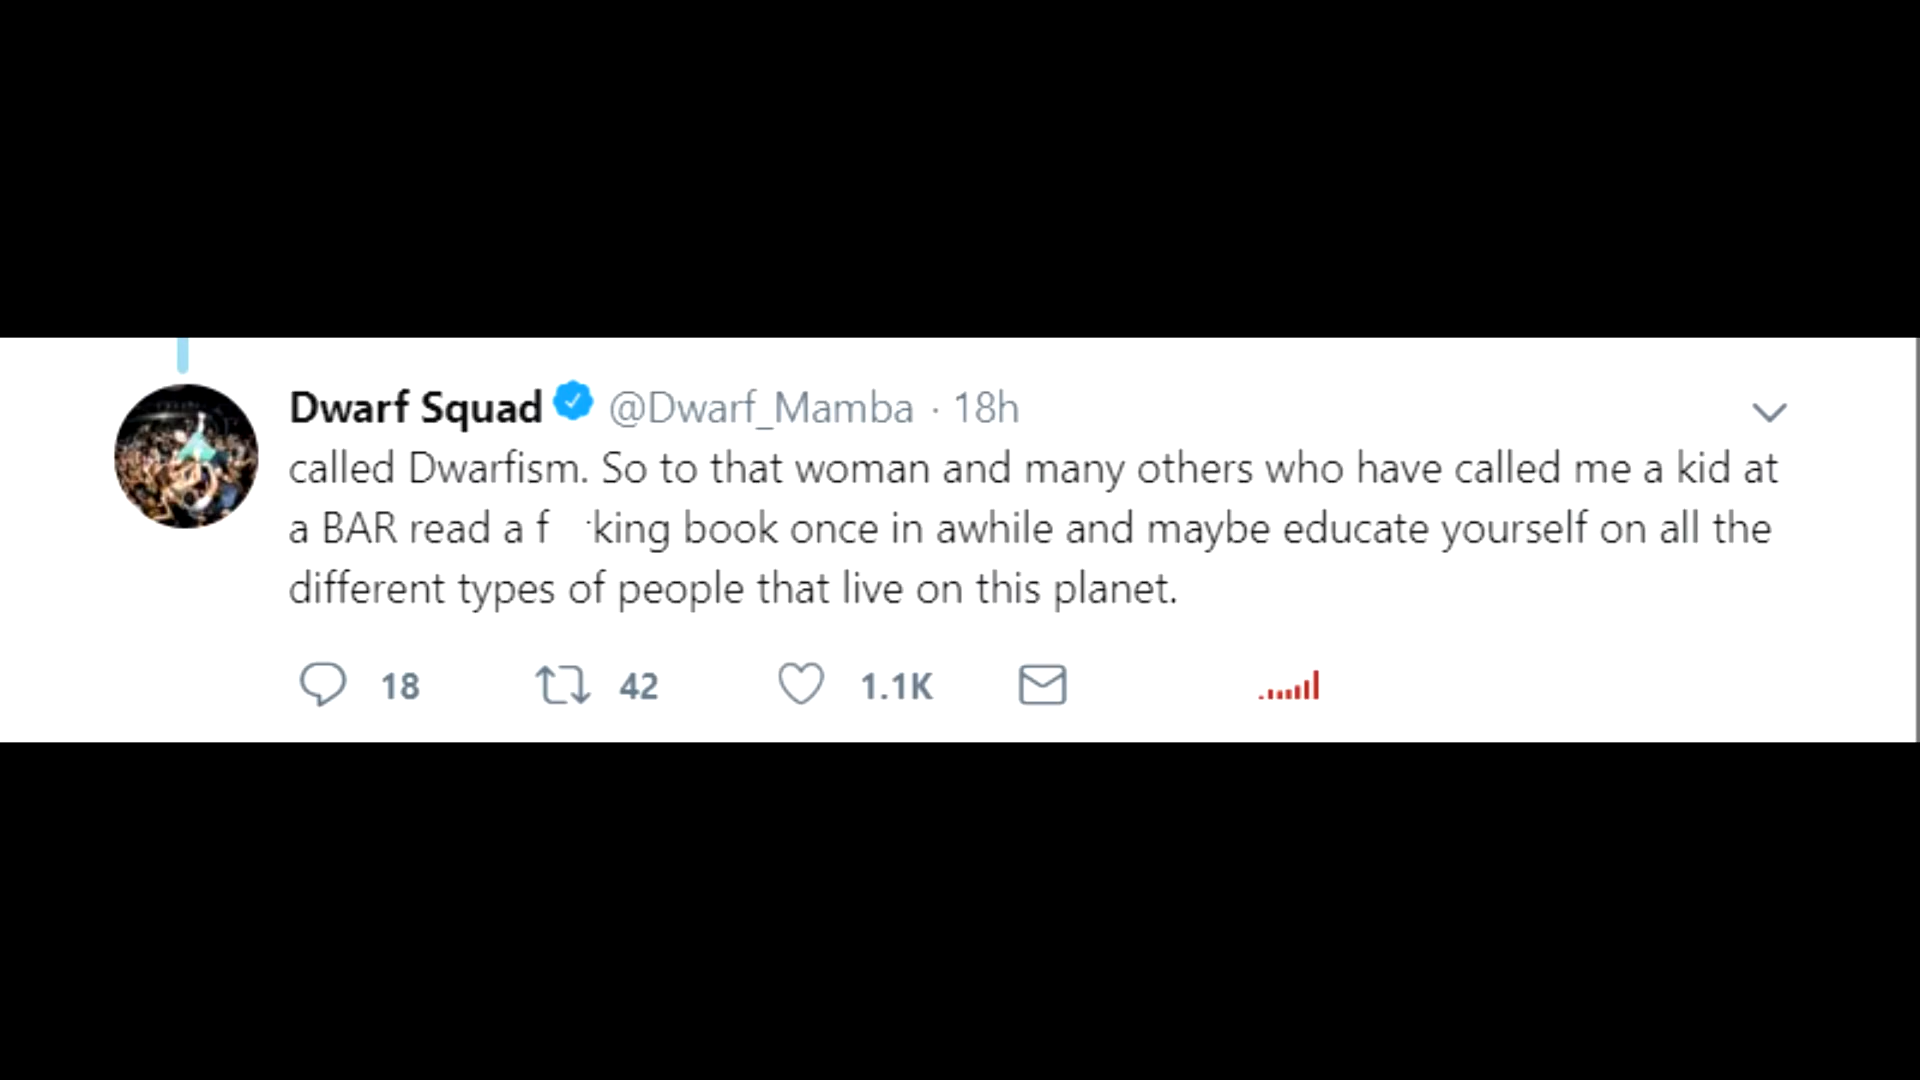 Dwarf Squad @Dwarf_Mamba · 18h
called Dwarfism. So to that woman and many others who have called me a kid at
a BAR read a f king book once in awhile and maybe educate yourself on all the
different types of people that live on this planet.
18 42 1.1K